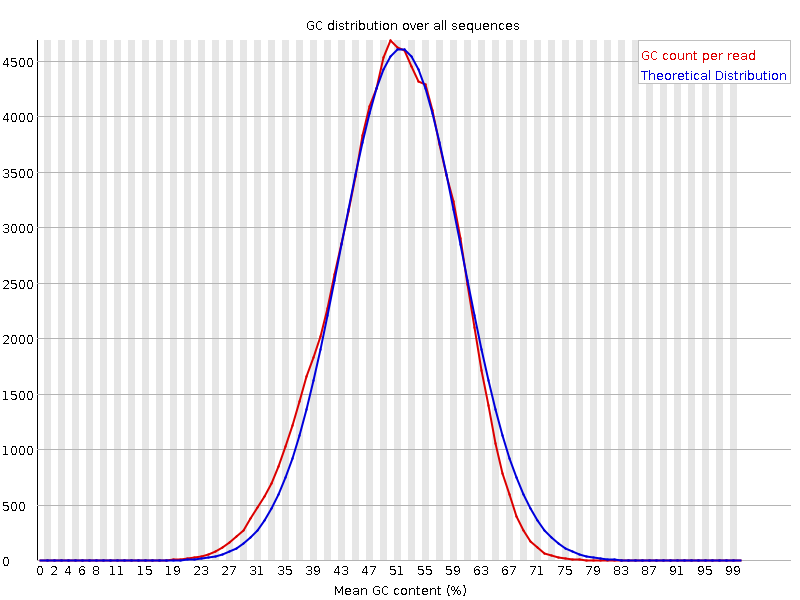 GC distribution over all sequences
GC count per read
Theoretical Distribution
4500
4000
3500
3000
2500
2000
1500
1000
500
0
0 2 4 6 8 11 15 19 23 27 31 35 39 43 47 51 55 59 63 67 71 75 79 83 87 91 95 99
Mean GC content (%)